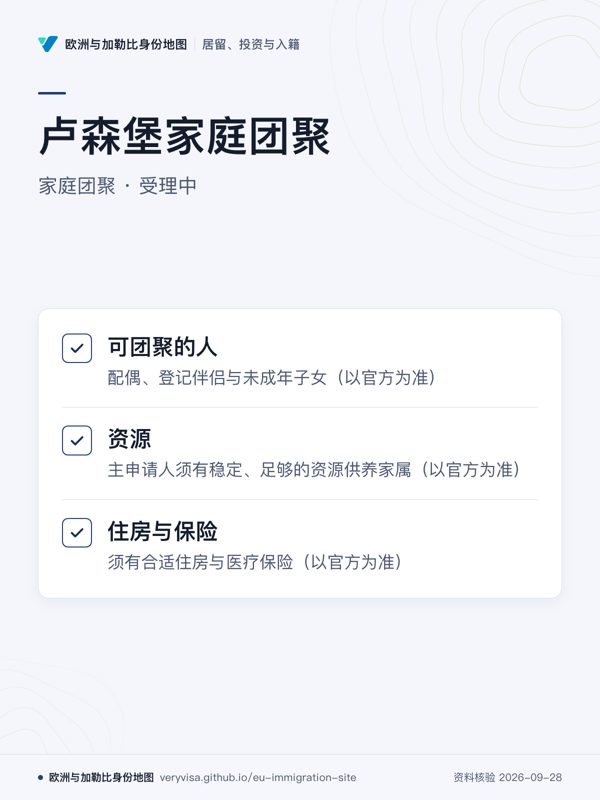 欧洲与加勒比身份地图 居留、投资与入籍
卢森堡家庭团聚
家庭团聚 · 受理中
可团聚的人
配偶、登记伴侣与未成年子女（以官方为准）
资源
主申请人须有稳定、足够的资源供养家属（以官方为准）
住房与保险
须有合适住房与医疗保险（以官方为准）
欧洲与加勒比身份地图 veryvisa.github.io/eu-immigration-site 资料核验 2026-09-28